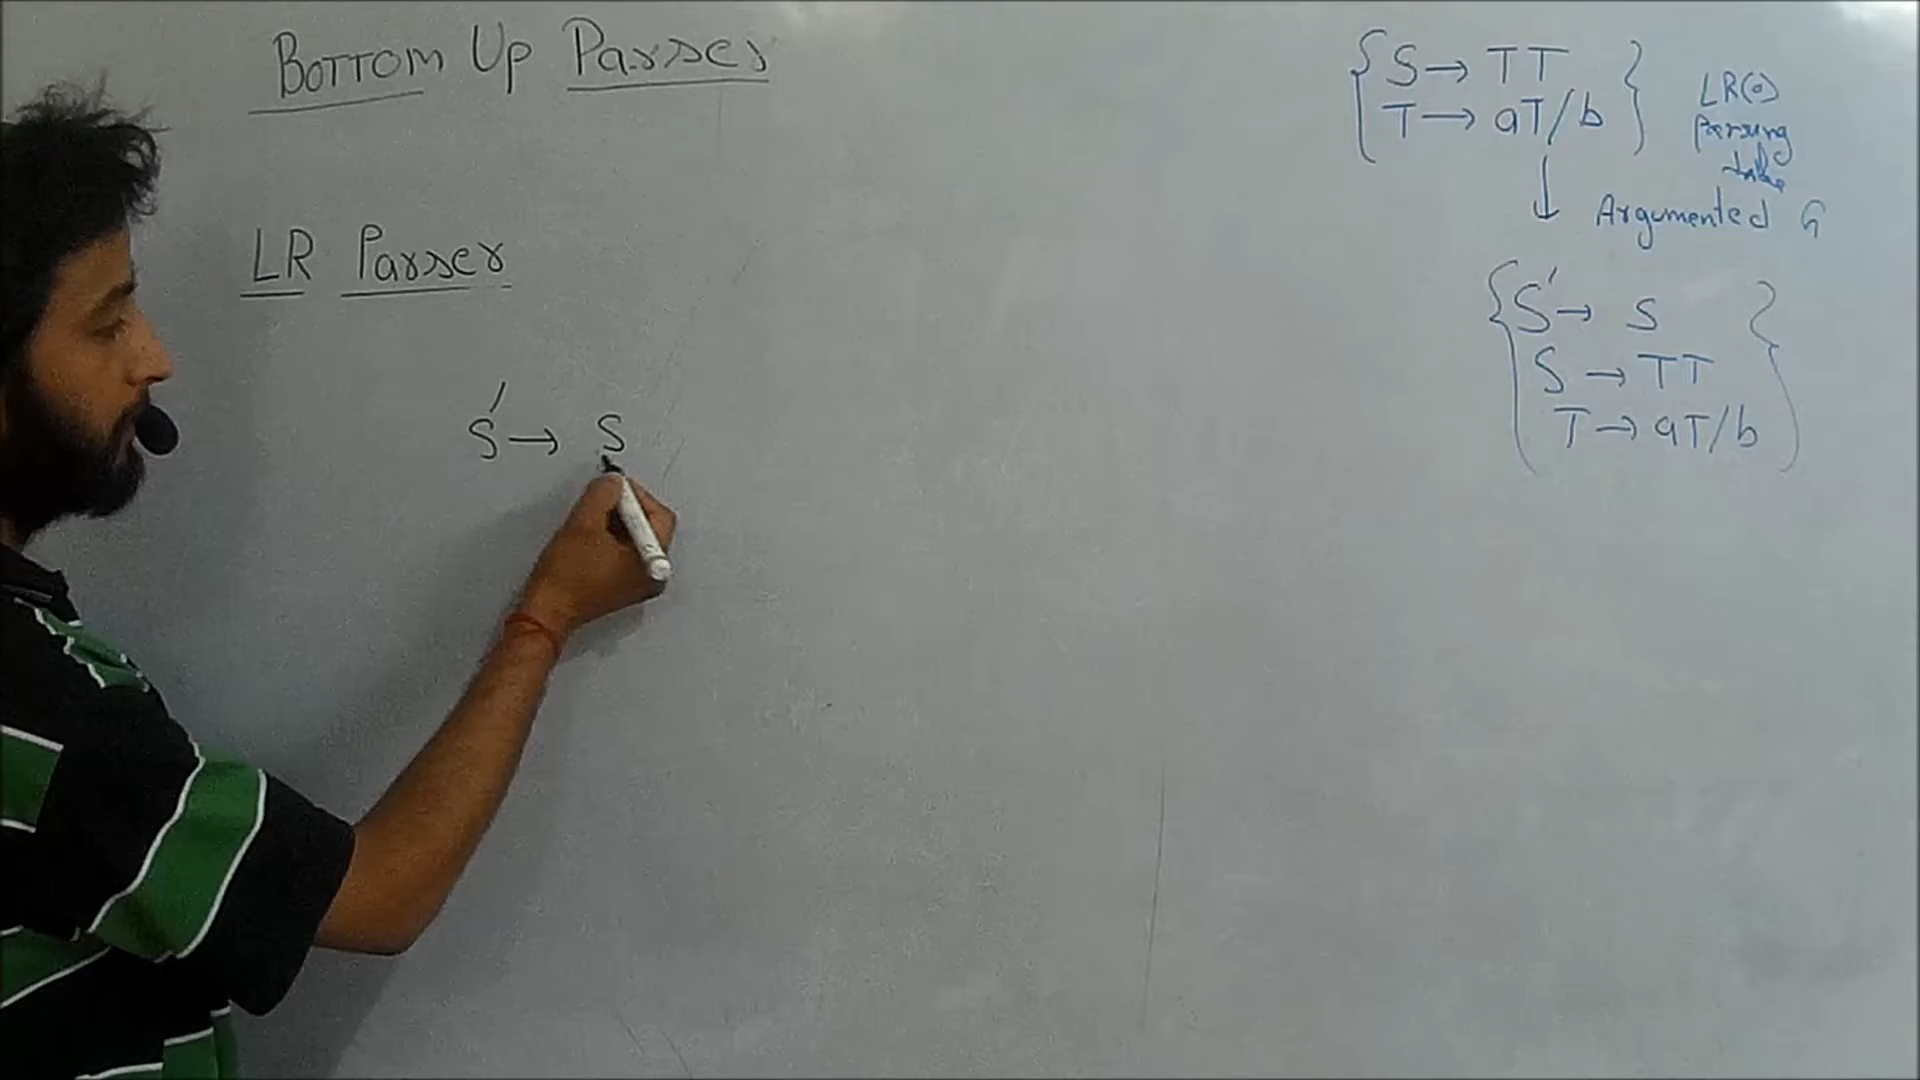 Bottom Up Parser
LR Parser
S' → S
{ S → TT }
T → aT/b
LR(0)
Parsing
table
↓ Argumented G
{ S' → S }
S → TT
T → aT/b